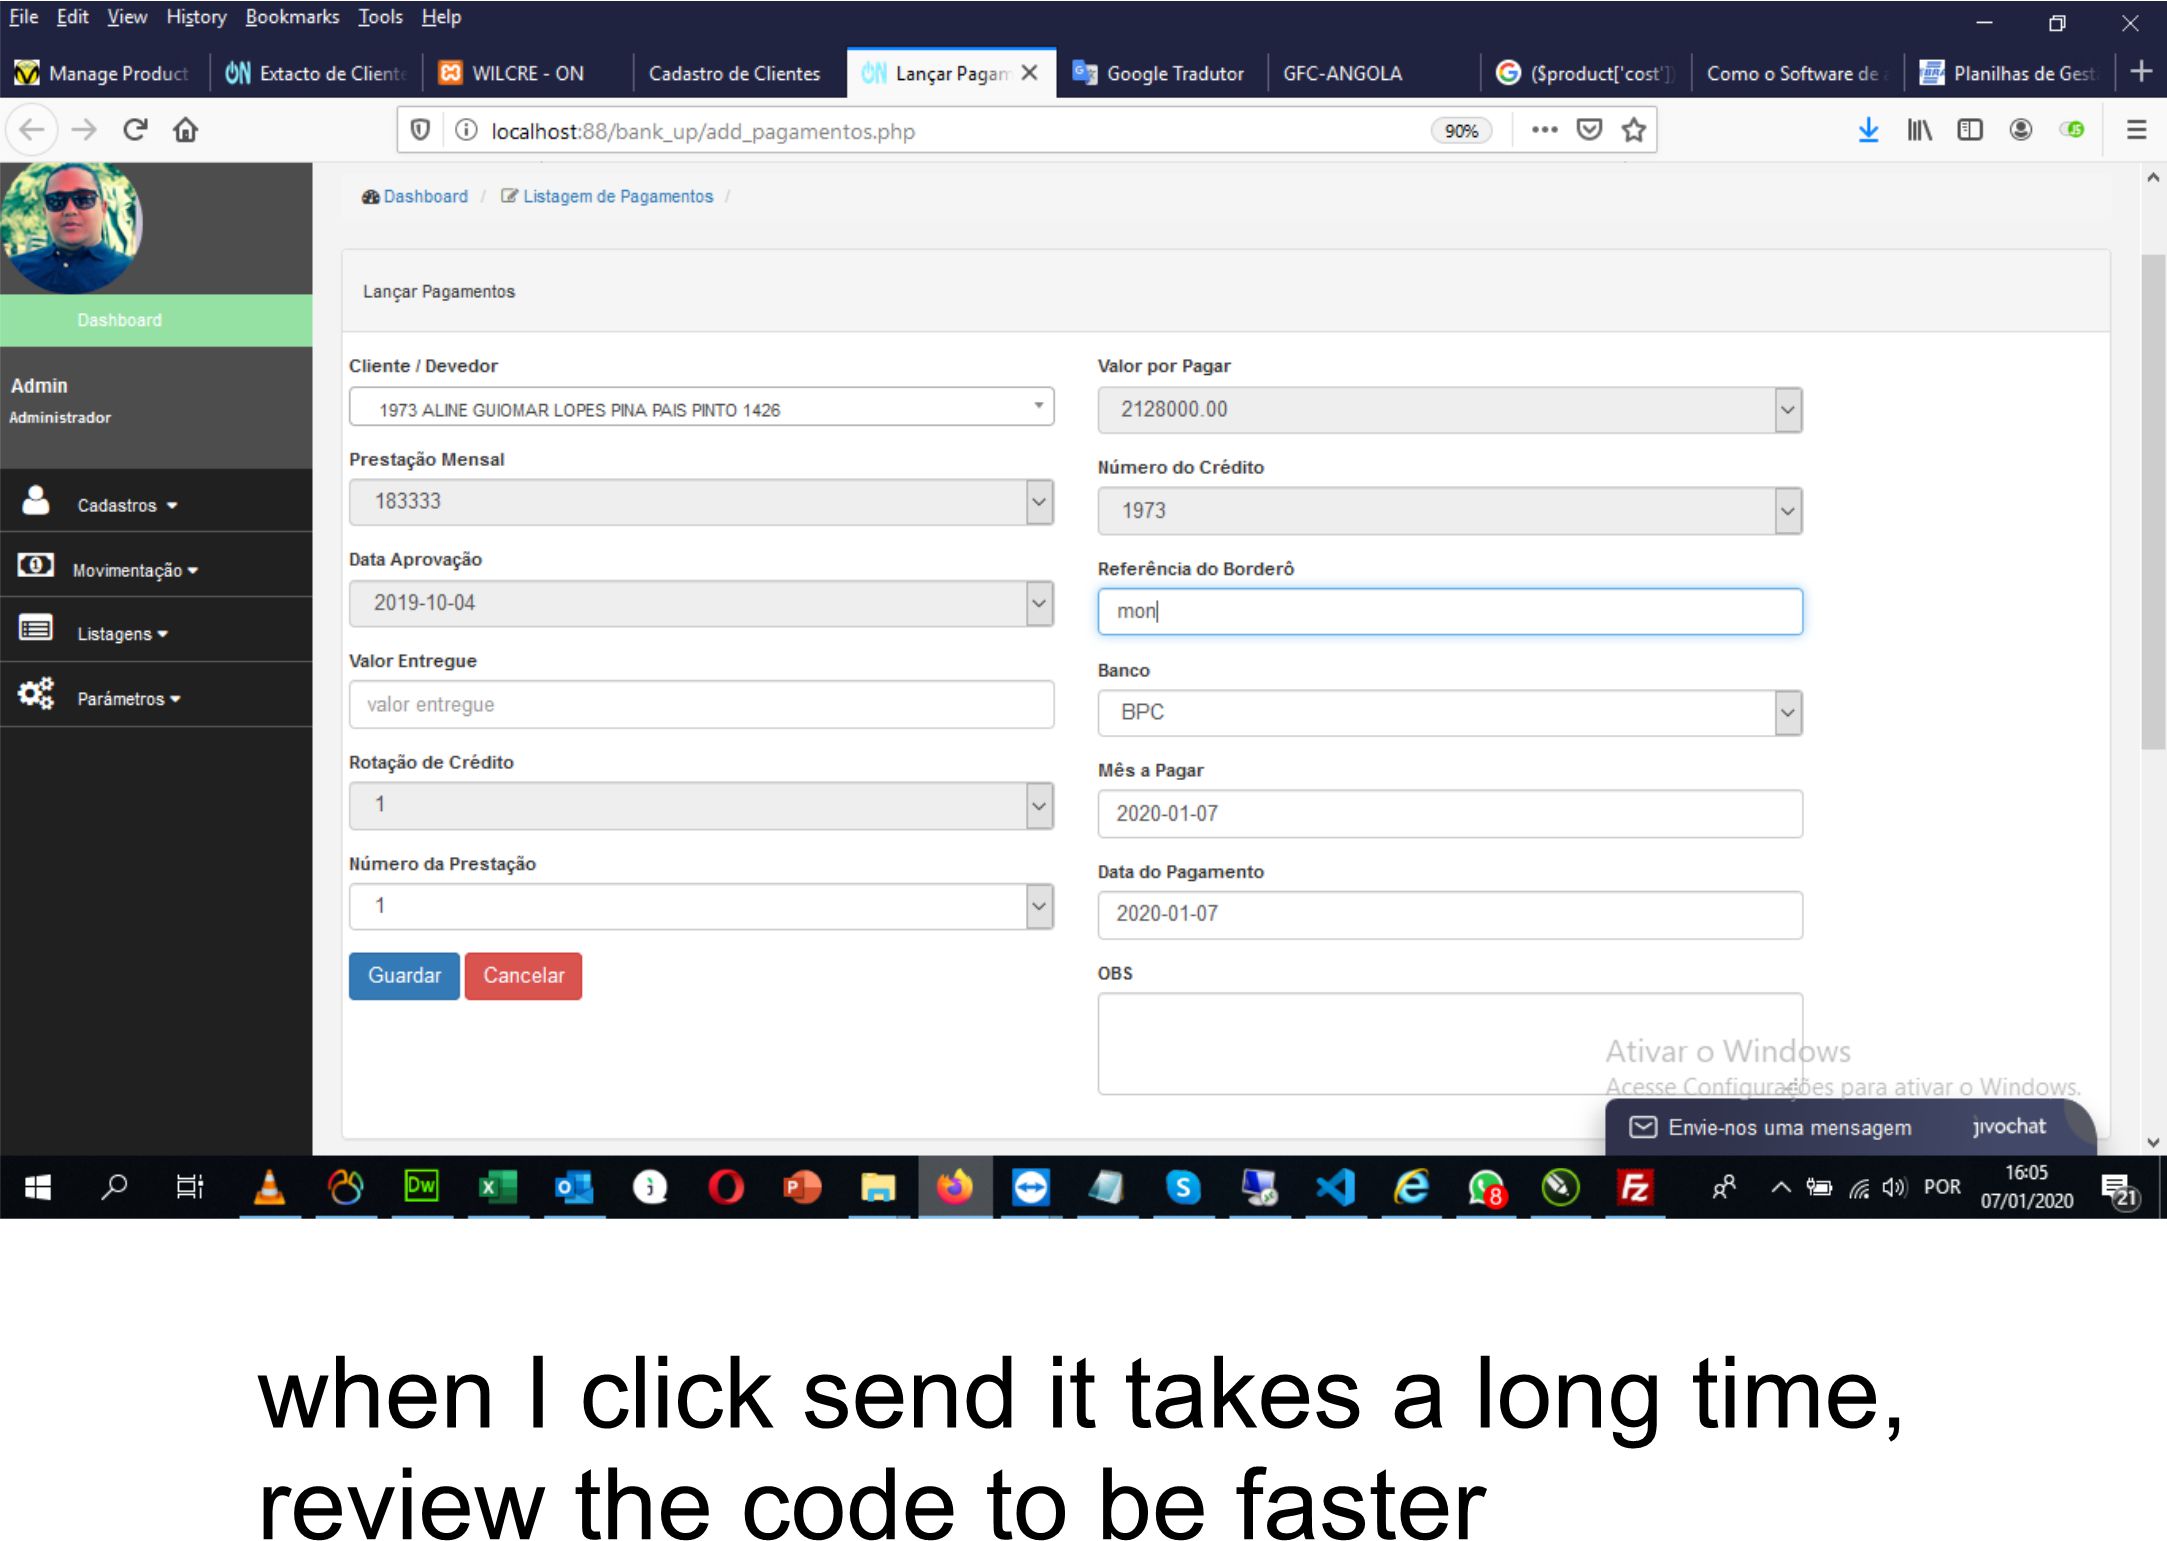 File Edit View History Bookmarks Tools Help
Manage Product Extacto de Cliente WILCRE - ON Cadastro de Clientes Lançar Pagam Google Tradutor GFC-ANGOLA ($product['cost']) Como o Software de Planilhas de Gest
localhost:88/bank_up/add_pagamentos.php 90%
Dashboard / Listagem de Pagamentos /
Lançar Pagamentos
Dashboard
Admin
Administrador
Cadastros
Movimentação
Listagens
Parámetros
Cliente / Devedor
1973 ALINE GUIOMAR LOPES PINA PAIS PINTO 1426
Prestação Mensal
183333
Data Aprovação
2019-10-04
Valor Entregue
valor entregue
Rotação de Crédito
1
Número da Prestação
1
Guardar Cancelar
Valor por Pagar
2128000.00
Número do Crédito
1973
Referência do Borderô
mon
Banco
BPC
Mês a Pagar
2020-01-07
Data do Pagamento
2020-01-07
OBS
Ativar o Windows
Acesse Configurações para ativar o Windows.
Envie-nos uma mensagem jivochat
POR 16:05
07/01/2020 21
when I click send it takes a long time,
review the code to be faster